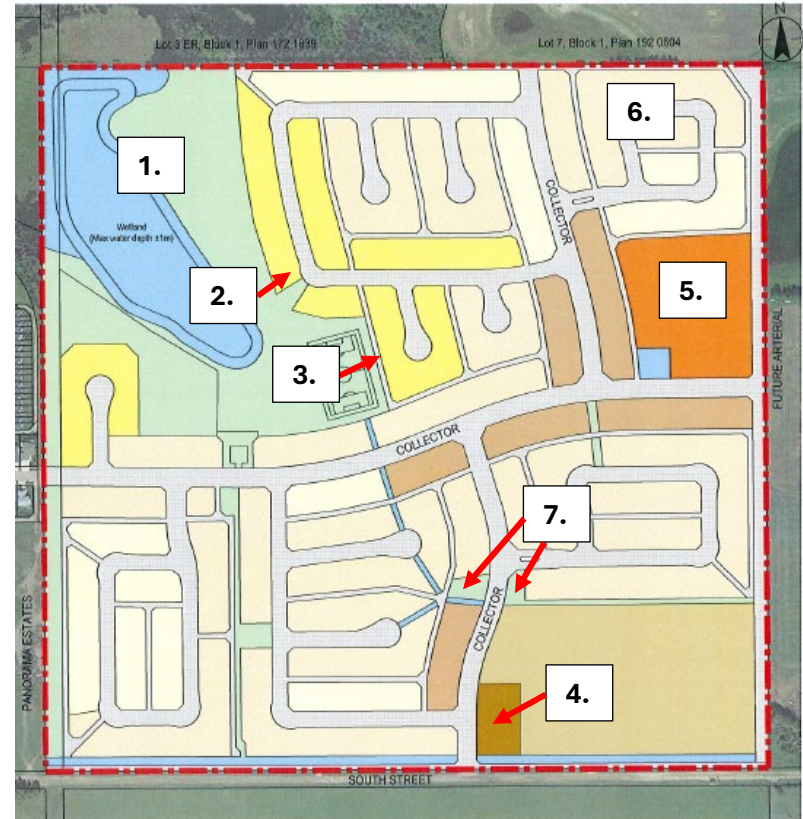 Lot 3 ER, Block 1, Plan 172 1839
Lot 7, Block 1, Plan 192 0804
Z
1.
6.
Wetland
(Max water depth ±1m)
COLLECTOR
2.
5.
3.
FUTURE ARTERIAL
COLLECTOR
7.
COLLECTOR
PANORAMA ESTATES
4.
SOUTH STREET